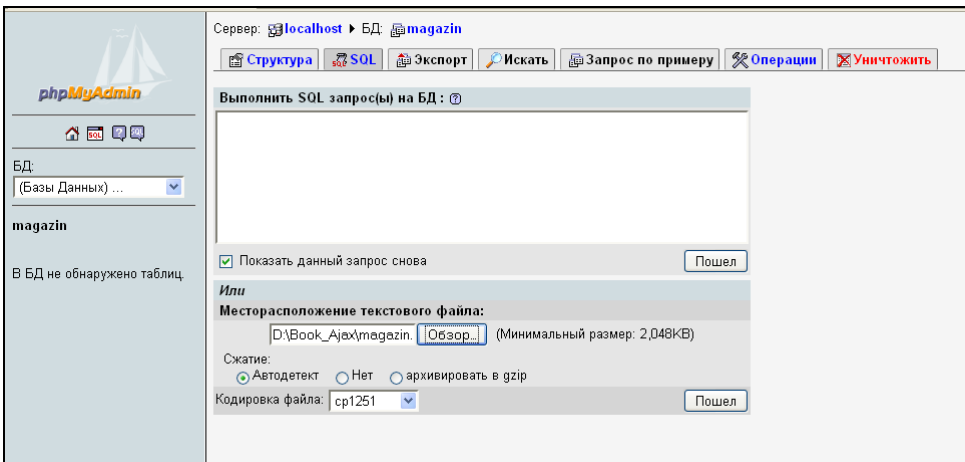 Сервер: localhost ▶ БД: magazin
Структура SQL Экспорт Искать Запрос по примеру Операции Уничтожить
phpMyAdmin
SQL ? SQL
БД:
(Базы Данных) ...
magazin
В БД не обнаружено таблиц.
Выполнить SQL запрос(ы) на БД : ?
Показать данный запрос снова Пошел
Или
Месторасположение текстового файла:
D:\Book_Ajax\magazin. Обзор... (Минимальный размер: 2,048KB)
Сжатие:
Автодетект Нет архивировать в gzip
Кодировка файла: cp1251 Пошел